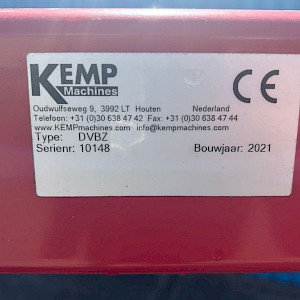 KEMP
Machines
CE
Oudwulfseweg 9, 3992 LT Houten Nederland
Telefoon: +31 (0)30 638 47 42 Fax: +31 (0)30 638 47 44
www.KEMPmachines.com info@kempmachines.com
Type: DVBZ
Serienr: 10148 Bouwjaar: 2021